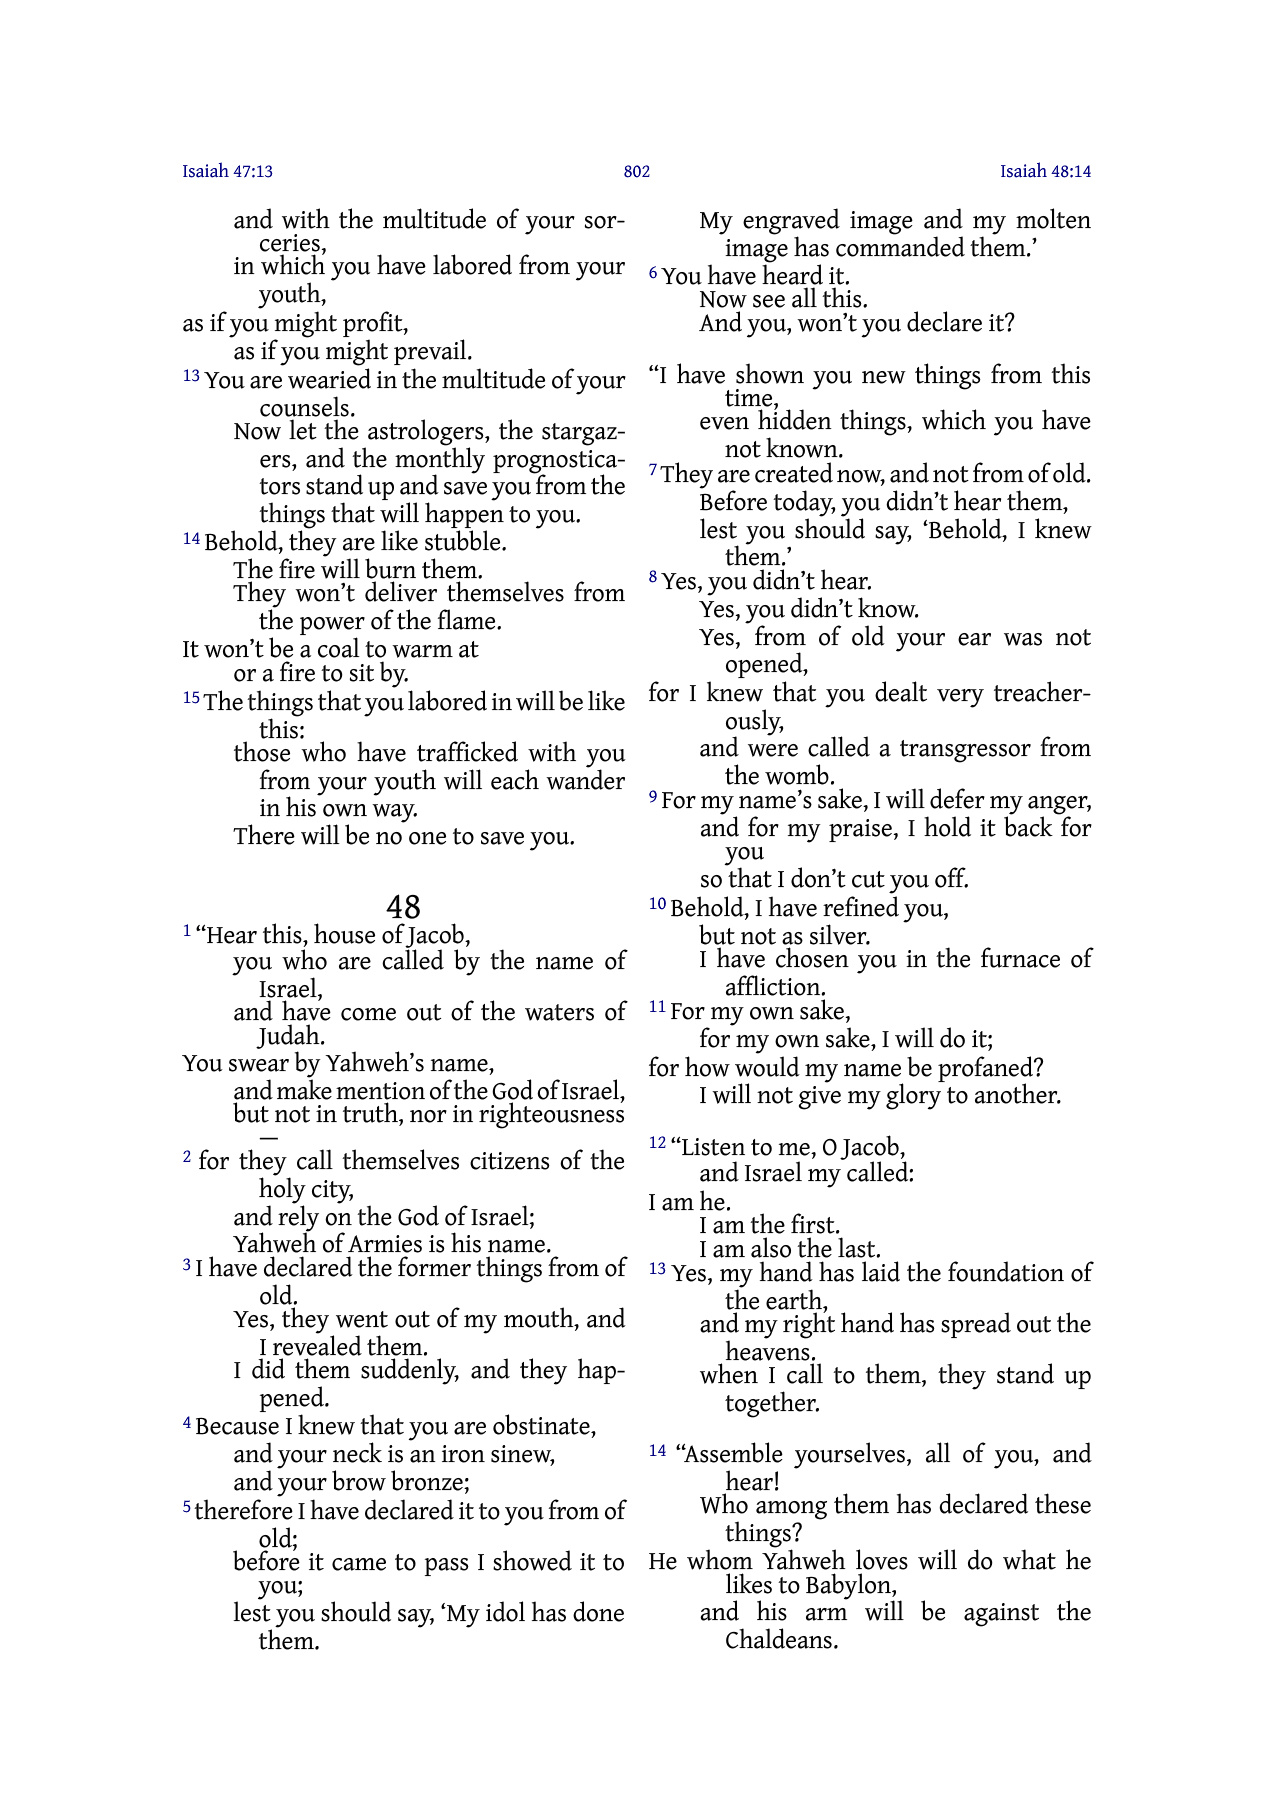 Isaiah 47:13
802
Isaiah 48:14
and with the multitude of your sor-
ceries,
in which you have labored from your
youth,
as if you might profit,
as if you might prevail.
13 You are wearied in the multitude of your
counsels.
Now let the astrologers, the stargaz-
ers, and the monthly prognostica-
tors stand up and save you from the
things that will happen to you.
14 Behold, they are like stubble.
The fire will burn them.
They won’t deliver themselves from
the power of the flame.
It won’t be a coal to warm at
or a fire to sit by.
15 The things that you labored in will be like
this:
those who have trafficked with you
from your youth will each wander
in his own way.
There will be no one to save you.
48
1 “Hear this, house of Jacob,
you who are called by the name of
Israel,
and have come out of the waters of
Judah.
You swear by Yahweh’s name,
and make mention of the God of Israel,
but not in truth, nor in righteousness
—
2 for they call themselves citizens of the
holy city,
and rely on the God of Israel;
Yahweh of Armies is his name.
3 I have declared the former things from of
old.
Yes, they went out of my mouth, and
I revealed them.
I did them suddenly, and they hap-
pened.
4 Because I knew that you are obstinate,
and your neck is an iron sinew,
and your brow bronze;
5 therefore I have declared it to you from of
old;
before it came to pass I showed it to
you;
lest you should say, ‘My idol has done
them.
My engraved image and my molten
image has commanded them.’
6 You have heard it.
Now see all this.
And you, won’t you declare it?
“I have shown you new things from this
time,
even hidden things, which you have
not known.
7 They are created now, and not from of old.
Before today, you didn’t hear them,
lest you should say, ‘Behold, I knew
them.’
8 Yes, you didn’t hear.
Yes, you didn’t know.
Yes, from of old your ear was not
opened,
for I knew that you dealt very treacher-
ously,
and were called a transgressor from
the womb.
9 For my name’s sake, I will defer my anger,
and for my praise, I hold it back for
you
so that I don’t cut you off.
10 Behold, I have refined you,
but not as silver.
I have chosen you in the furnace of
affliction.
11 For my own sake,
for my own sake, I will do it;
for how would my name be profaned?
I will not give my glory to another.
12 “Listen to me, O Jacob,
and Israel my called:
I am he.
I am the first.
I am also the last.
13 Yes, my hand has laid the foundation of
the earth,
and my right hand has spread out the
heavens.
when I call to them, they stand up
together.
14 “Assemble yourselves, all of you, and
hear!
Who among them has declared these
things?
He whom Yahweh loves will do what he
likes to Babylon,
and his arm will be against the
Chaldeans.